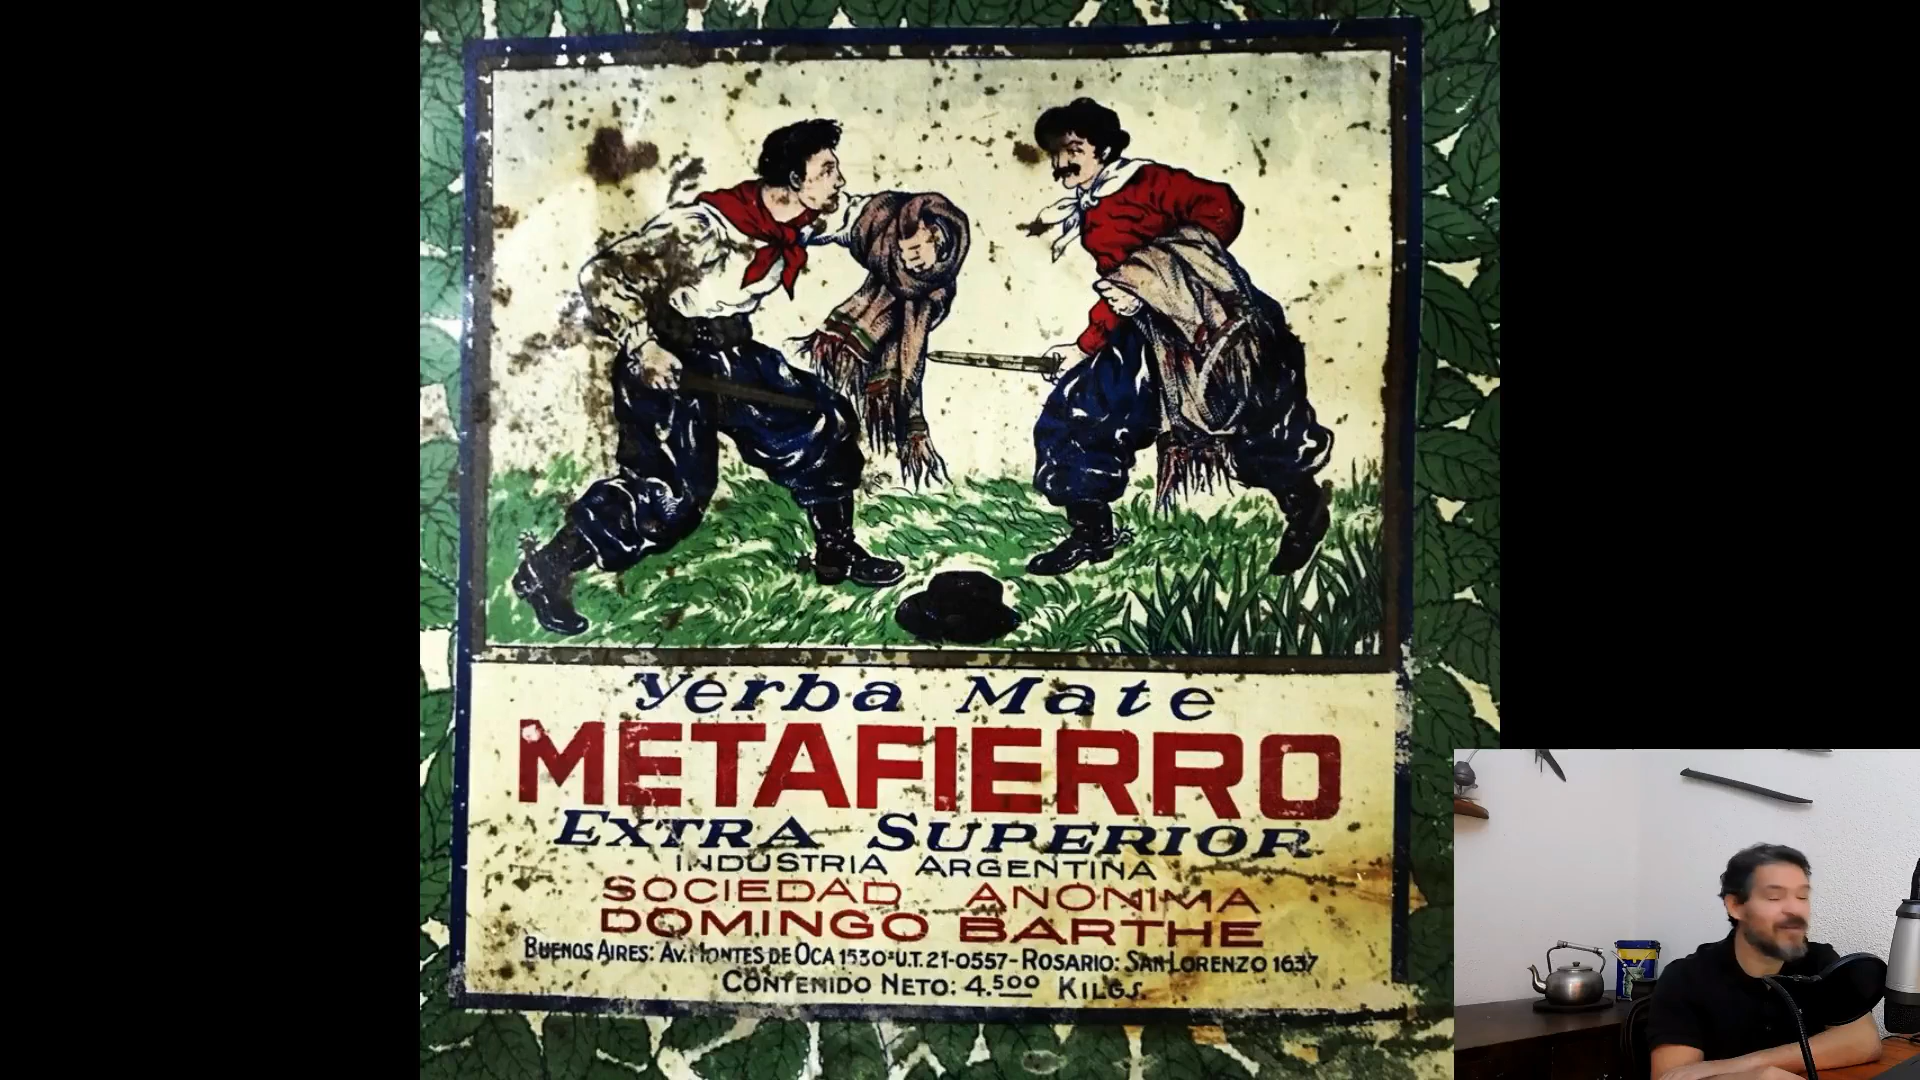 Yerba Mate
METAFIERRO
EXTRA SUPERIOR
INDUSTRIA ARGENTINA
SOCIEDAD ANÓNIMA
DOMINGO BARTHE
BUENOS AIRES: AV. MONTES DE OCA 1530-U.T. 21-0557-ROSARIO: SAN LORENZO 1637
CONTENIDO NETO: 4.500 KILGS.